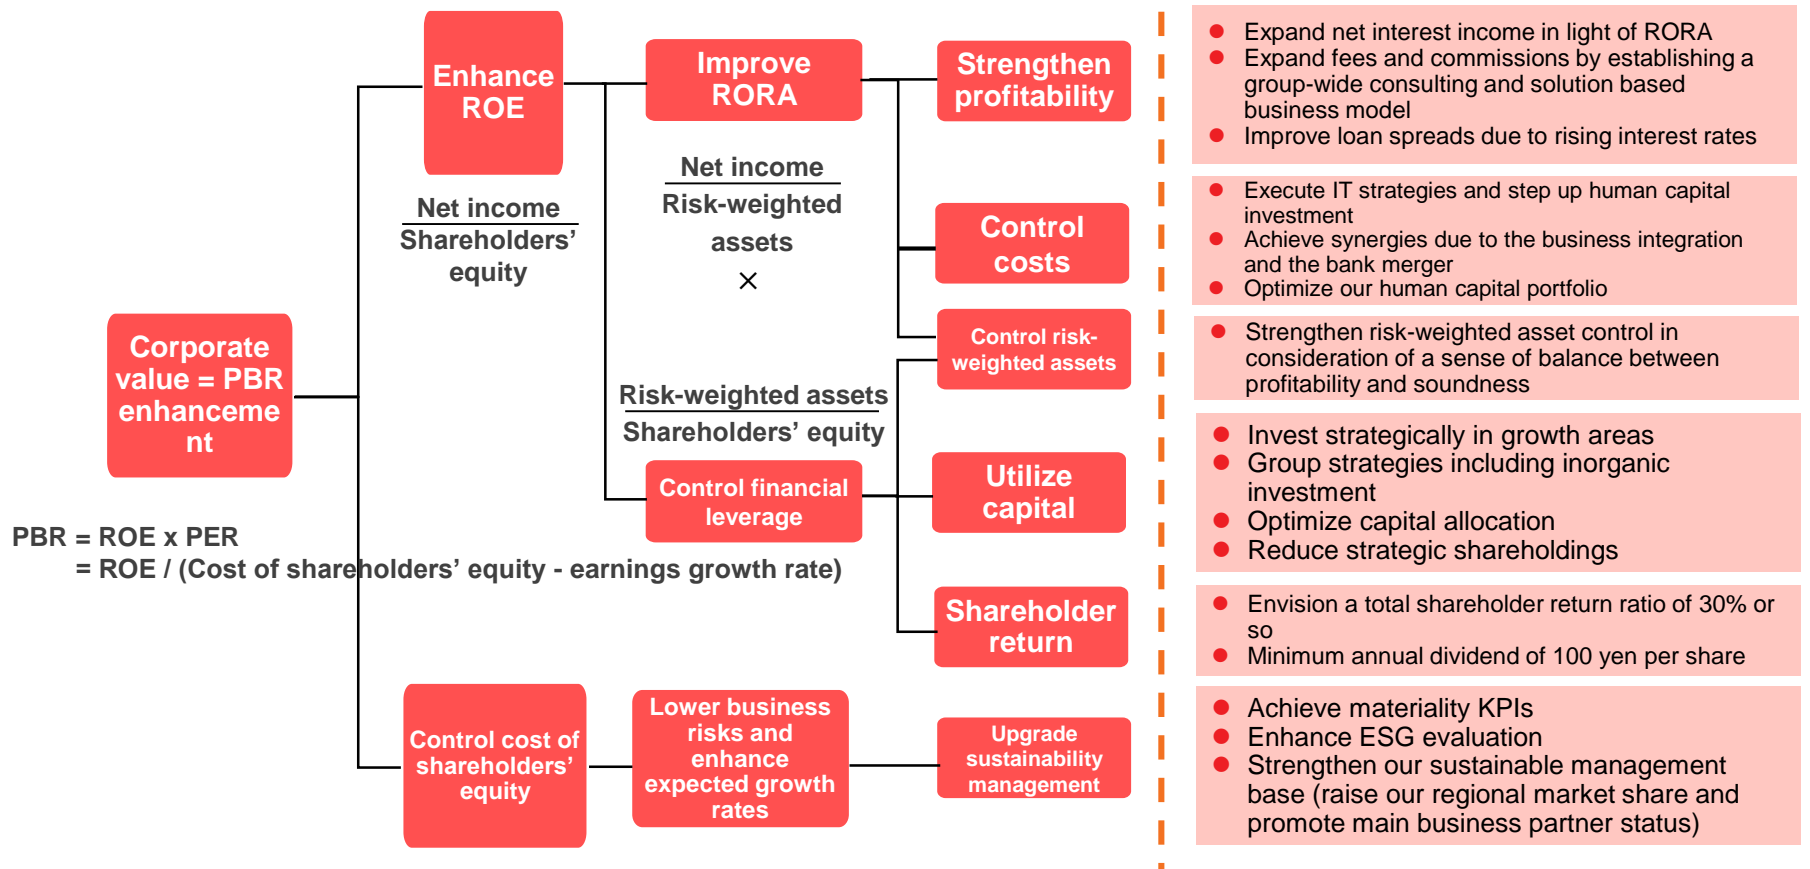 Corporate
value = PBR
enhanceme
nt
PBR = ROE x PER
= ROE / (Cost of shareholders’ equity - earnings growth rate)
Enhance
ROE
Net income
Shareholders’
equity
Improve
RORA
Net income
Risk-weighted
assets
×
Risk-weighted assets
Shareholders’ equity
Control financial
leverage
Control cost of
shareholders’
equity
Lower business
risks and
enhance
expected growth
rates
Strengthen
profitability
Control
costs
Control risk-
weighted assets
Utilize
capital
Shareholder
return
Upgrade
sustainability
management
● Expand net interest income in light of RORA
● Expand fees and commissions by establishing a
group-wide consulting and solution based
business model
● Improve loan spreads due to rising interest rates
● Execute IT strategies and step up human capital
investment
● Achieve synergies due to the business integration
and the bank merger
● Optimize our human capital portfolio
● Strengthen risk-weighted asset control in
consideration of a sense of balance between
profitability and soundness
● Invest strategically in growth areas
● Group strategies including inorganic
investment
● Optimize capital allocation
● Reduce strategic shareholdings
● Envision a total shareholder return ratio of 30% or
so
● Minimum annual dividend of 100 yen per share
● Achieve materiality KPIs
● Enhance ESG evaluation
● Strengthen our sustainable management
base (raise our regional market share and
promote main business partner status)